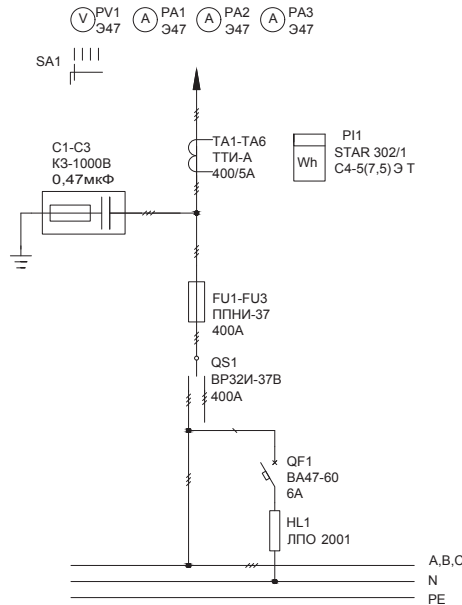 V PV1 A PA1 A PA2 A PA3
Э47 Э47 Э47 Э47
SA1
TA1-TA6
ТТИ-А
400/5А
Wh
PI1
STAR 302/1
С4-5(7,5) Э Т
C1-C3
К3-1000В
0,47мкФ
FU1-FU3
ППНИ-37
400А
QS1
ВР32И-37В
400А
QF1
ВА47-60
6А
HL1
ЛПО 2001
A,B,C
N
PE